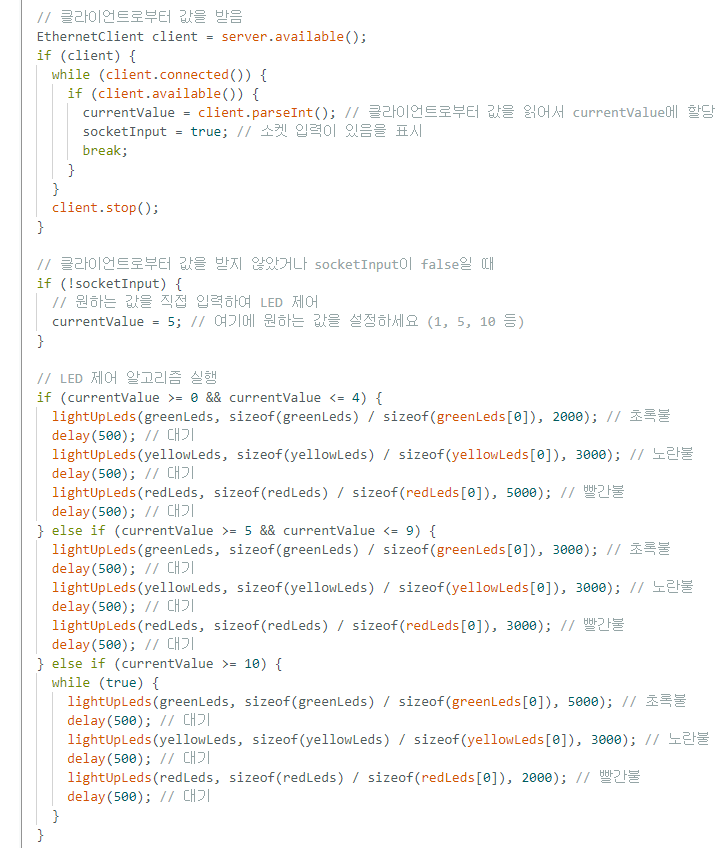 // 클라이언트로부터 값을 받음
EthernetClient client = server.available();
if (client) {
while (client.connected()) {
if (client.available()) {
currentValue = client.parseInt(); // 클라이언트로부터 값을 읽어서 currentValue에 할당
socketInput = true; // 소켓 입력이 있음을 표시
break;
}
}
client.stop();
}
// 클라이언트로부터 값을 받지 않았거나 socketInput이 false일 때
if (!socketInput) {
// 원하는 값을 직접 입력하여 LED 제어
currentValue = 5; // 여기에 원하는 값을 설정하세요 (1, 5, 10 등)
}
// LED 제어 알고리즘 실행
if (currentValue >= 0 && currentValue <= 4) {
lightUpLeds(greenLeds, sizeof(greenLeds) / sizeof(greenLeds[0]), 2000); // 초록불
delay(500); // 대기
lightUpLeds(yellowLeds, sizeof(yellowLeds) / sizeof(yellowLeds[0]), 3000); // 노란불
delay(500); // 대기
lightUpLeds(redLeds, sizeof(redLeds) / sizeof(redLeds[0]), 5000); // 빨간불
delay(500); // 대기
} else if (currentValue >= 5 && currentValue <= 9) {
lightUpLeds(greenLeds, sizeof(greenLeds) / sizeof(greenLeds[0]), 3000); // 초록불
delay(500); // 대기
lightUpLeds(yellowLeds, sizeof(yellowLeds) / sizeof(yellowLeds[0]), 3000); // 노란불
delay(500); // 대기
lightUpLeds(redLeds, sizeof(redLeds) / sizeof(redLeds[0]), 3000); // 빨간불
delay(500); // 대기
} else if (currentValue >= 10) {
while (true) {
lightUpLeds(greenLeds, sizeof(greenLeds) / sizeof(greenLeds[0]), 5000); // 초록불
delay(500); // 대기
lightUpLeds(yellowLeds, sizeof(yellowLeds) / sizeof(yellowLeds[0]), 3000); // 노란불
delay(500); // 대기
lightUpLeds(redLeds, sizeof(redLeds) / sizeof(redLeds[0]), 2000); // 빨간불
delay(500); // 대기
}
}